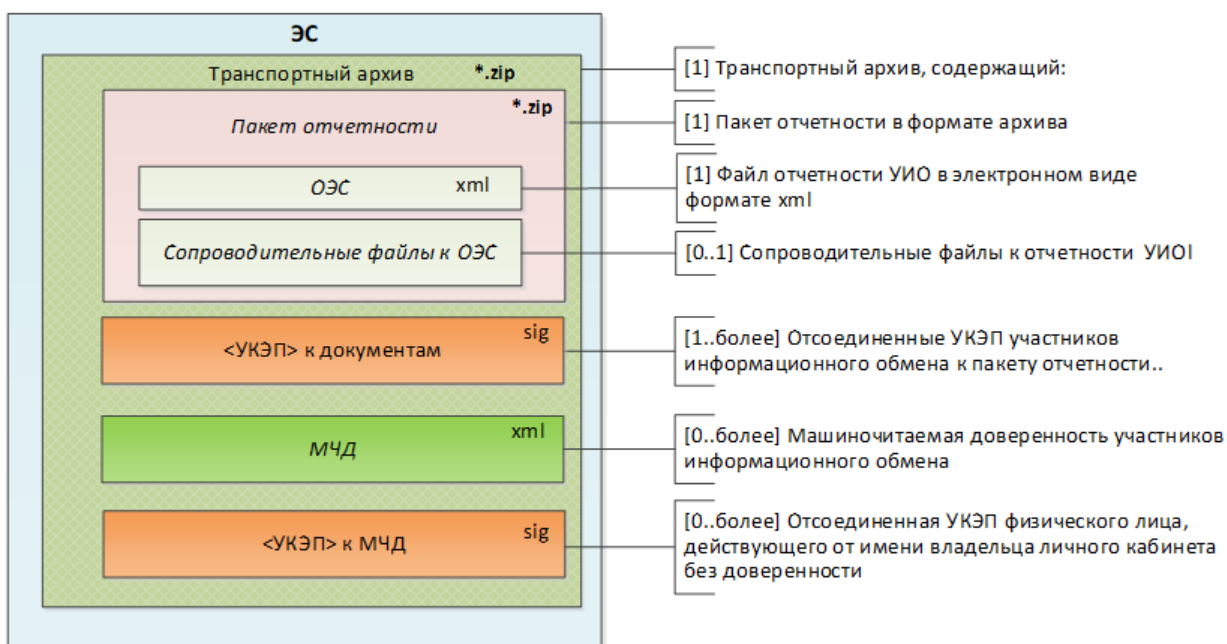 ЭС
Транспортный архив *.zip
*.zip
Пакет отчетности
ОЭС xml
Сопроводительные файлы к ОЭС
sig
<УКЭП> к документам
xml
МЧД
sig
<УКЭП> к МЧД
[1] Транспортный архив, содержащий:
[1] Пакет отчетности в формате архива
[1] Файл отчетности УИО в электронном виде
формате xml
[0..1] Сопроводительные файлы к отчетности УИОl
[1..более] Отсоединенные УКЭП участников
информационного обмена к пакету отчетности..
[0..более] Машиночитаемая доверенность участников
информационного обмена
[0..более] Отсоединенная УКЭП физического лица,
действующего от имени владельца личного кабинета
без доверенности